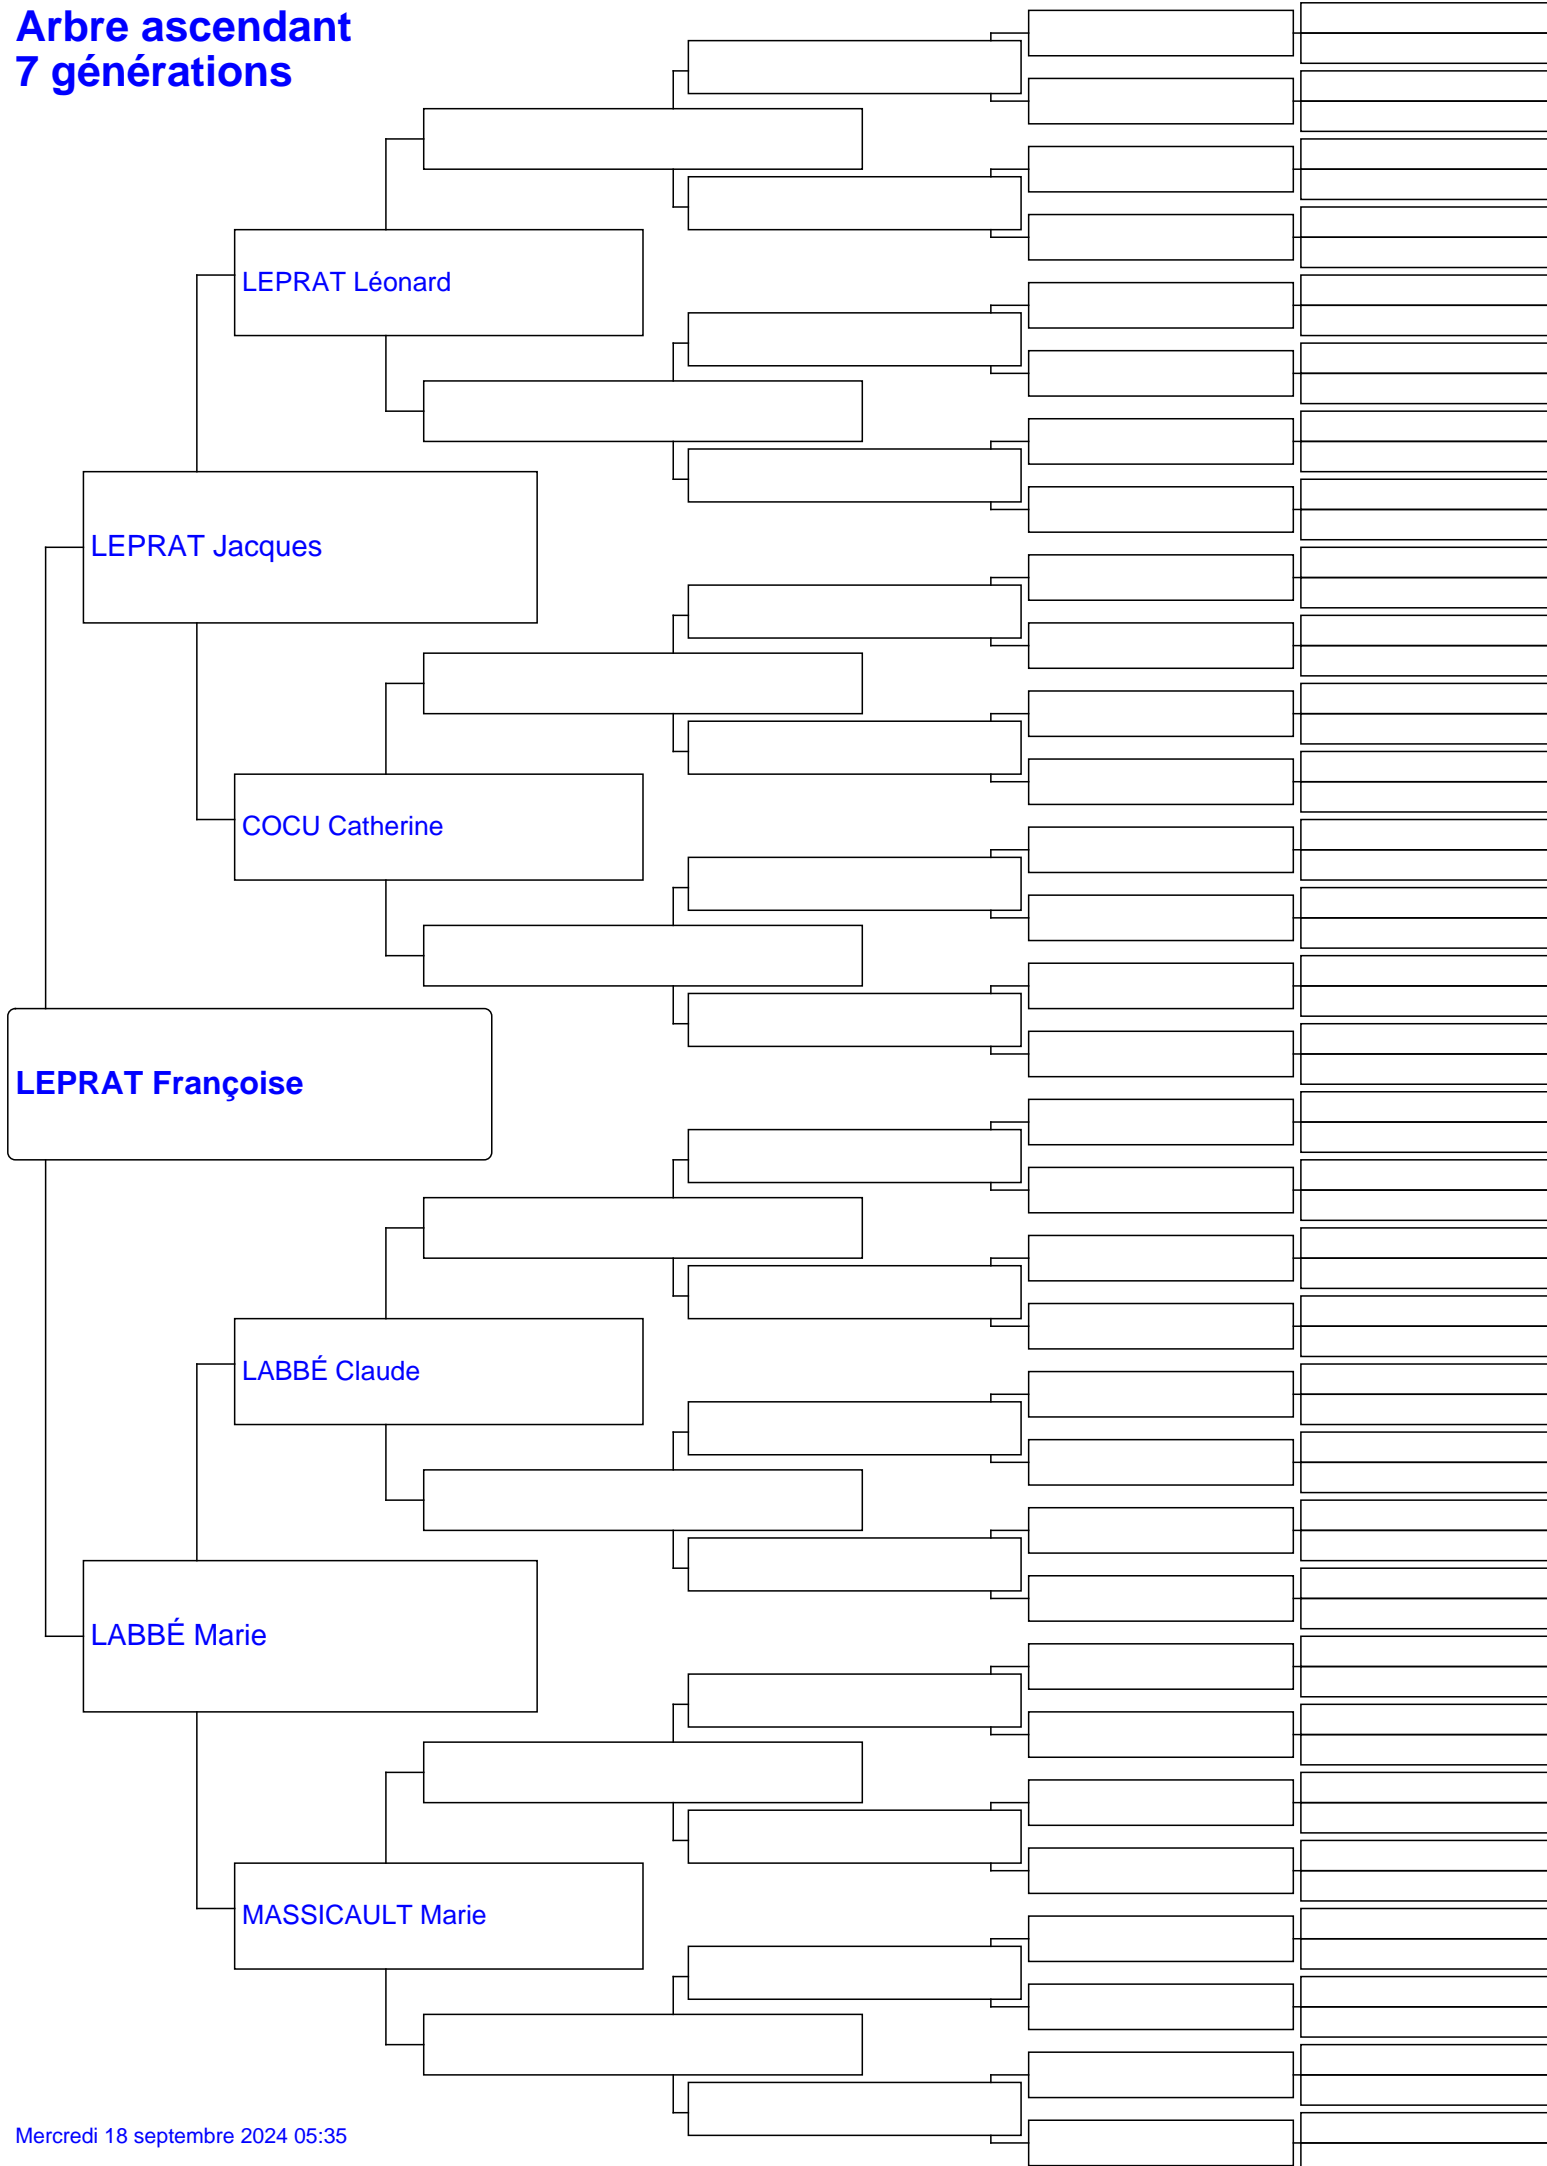 Arbre ascendant
7 générations
LEPRAT Léonard
LEPRAT Jacques
COCU Catherine
LEPRAT Françoise
LABBÉ Claude
LABBÉ Marie
MASSICAULT Marie
Mercredi 18 septembre 2024 05:35